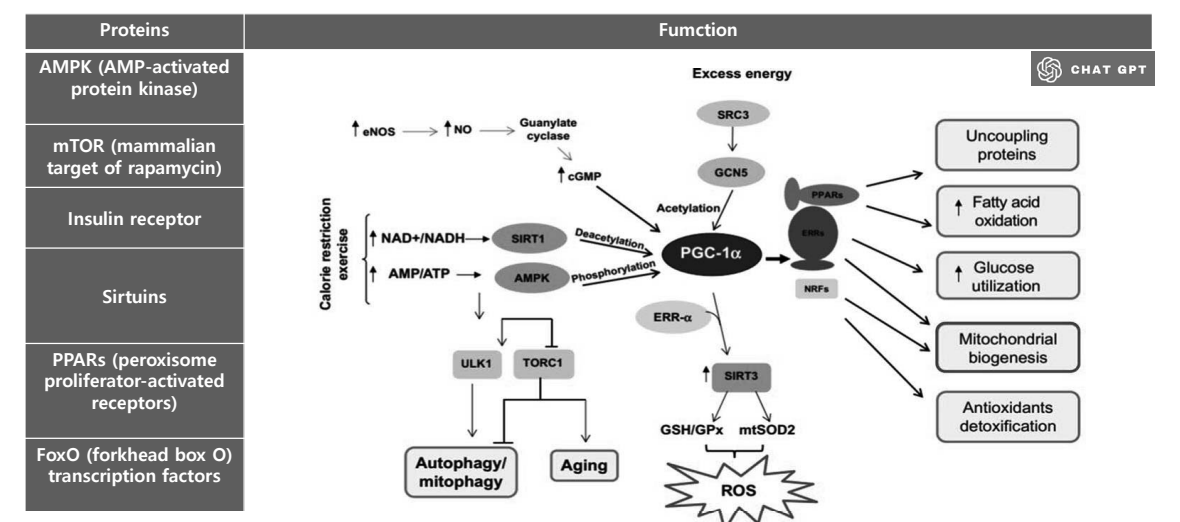 Proteins
Fumction
AMPK (AMP-activated
protein kinase)
mTOR (mammalian
target of rapamycin)
Insulin receptor
Sirtuins
PPARs (peroxisome
proliferator-activated
receptors)
FoxO (forkhead box O)
transcription factors
CHAT GPT
Excess energy
SRC3
GCN5
Acetylation
eNOS
NO
Guanylate
cyclase
cGMP
Calorie restriction
exercise
NAD+/NADH
SIRT1
Deacetylation
AMP/ATP
AMPK
Phosphorylation
PGC-1α
PPARs
ERRs
NRFs
Uncoupling
proteins
Fatty acid
oxidation
Glucose
utilization
Mitochondrial
biogenesis
Antioxidants
detoxification
ERR-α
ULK1
TORC1
SIRT3
GSH/GPx
mtSOD2
Autophagy/
mitophagy
Aging
ROS